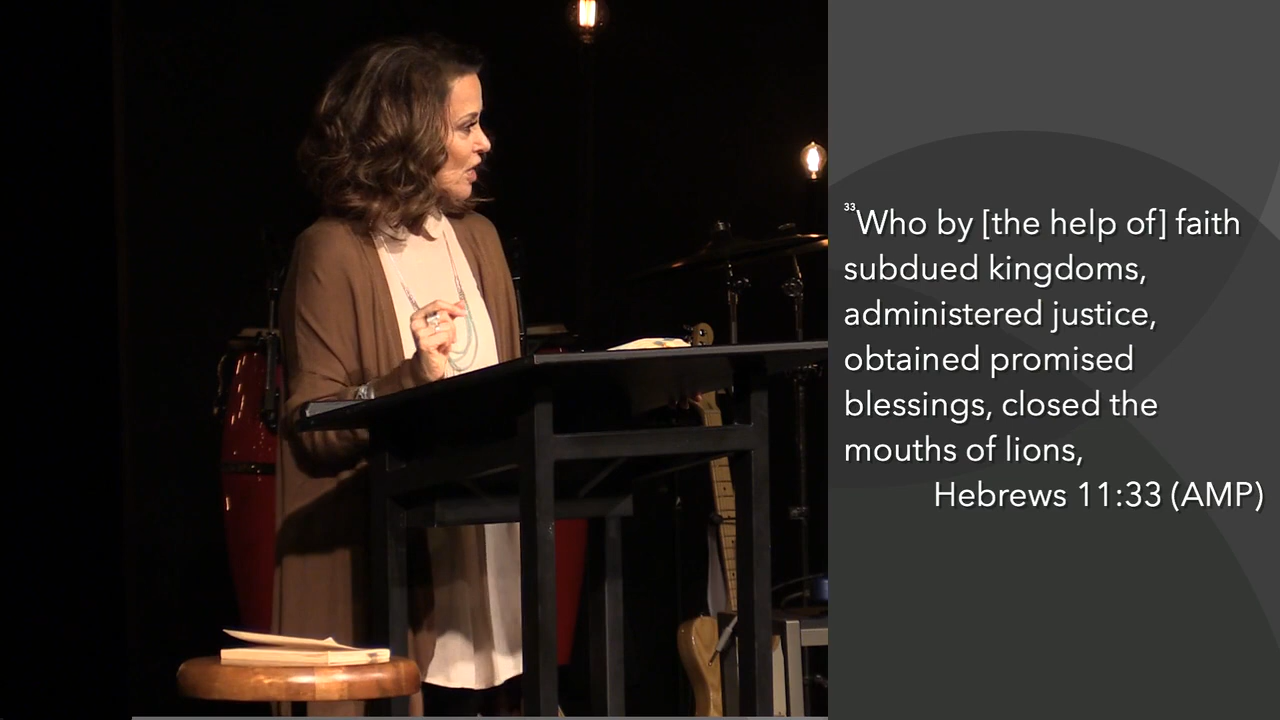 33Who by [the help of] faith
subdued kingdoms,
administered justice,
obtained promised
blessings, closed the
mouths of lions,
Hebrews 11:33 (AMP)